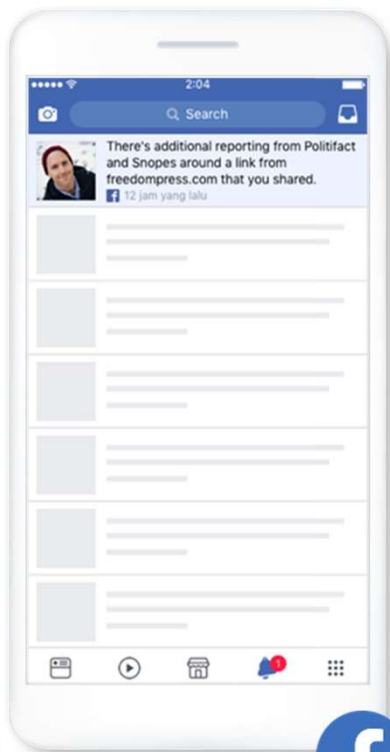 2:04
Search
There's additional reporting from Politifact
and Snopes around a link from
freedompress.com that you shared.
12 jam yang lalu
1